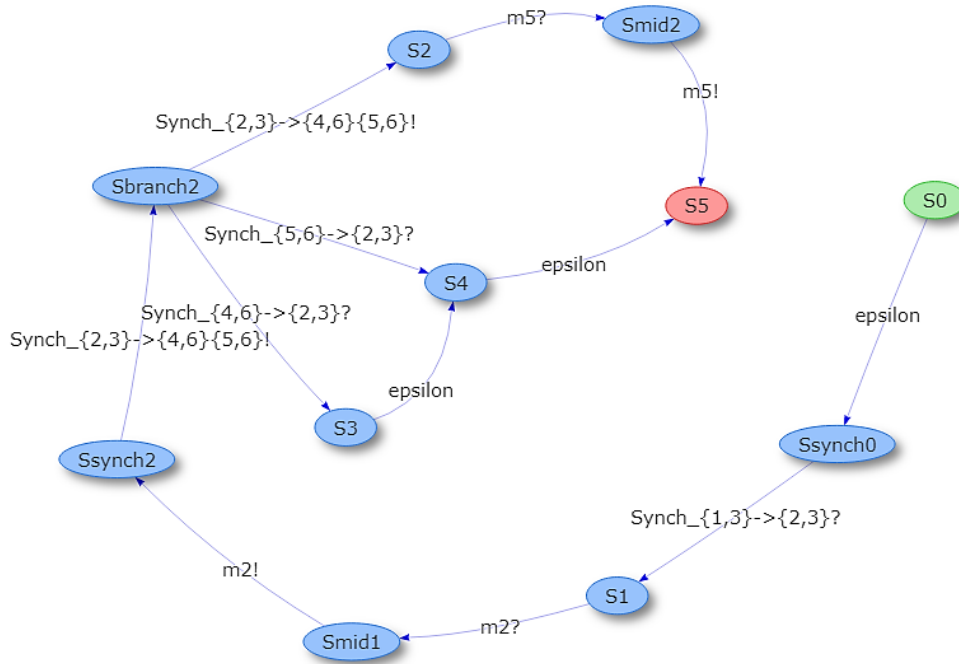 m5?
S2
Smid2
m5!
Synch_{2,3}->{4,6}{5,6}!
Sbranch2
S5
S0
Synch_{5,6}->{2,3}?
epsilon
S4
Synch_{4,6}->{2,3}?
epsilon
Synch_{2,3}->{4,6}{5,6}!
epsilon
S3
Ssynch0
Ssynch2
Synch_{1,3}->{2,3}?
m2!
S1
m2?
Smid1